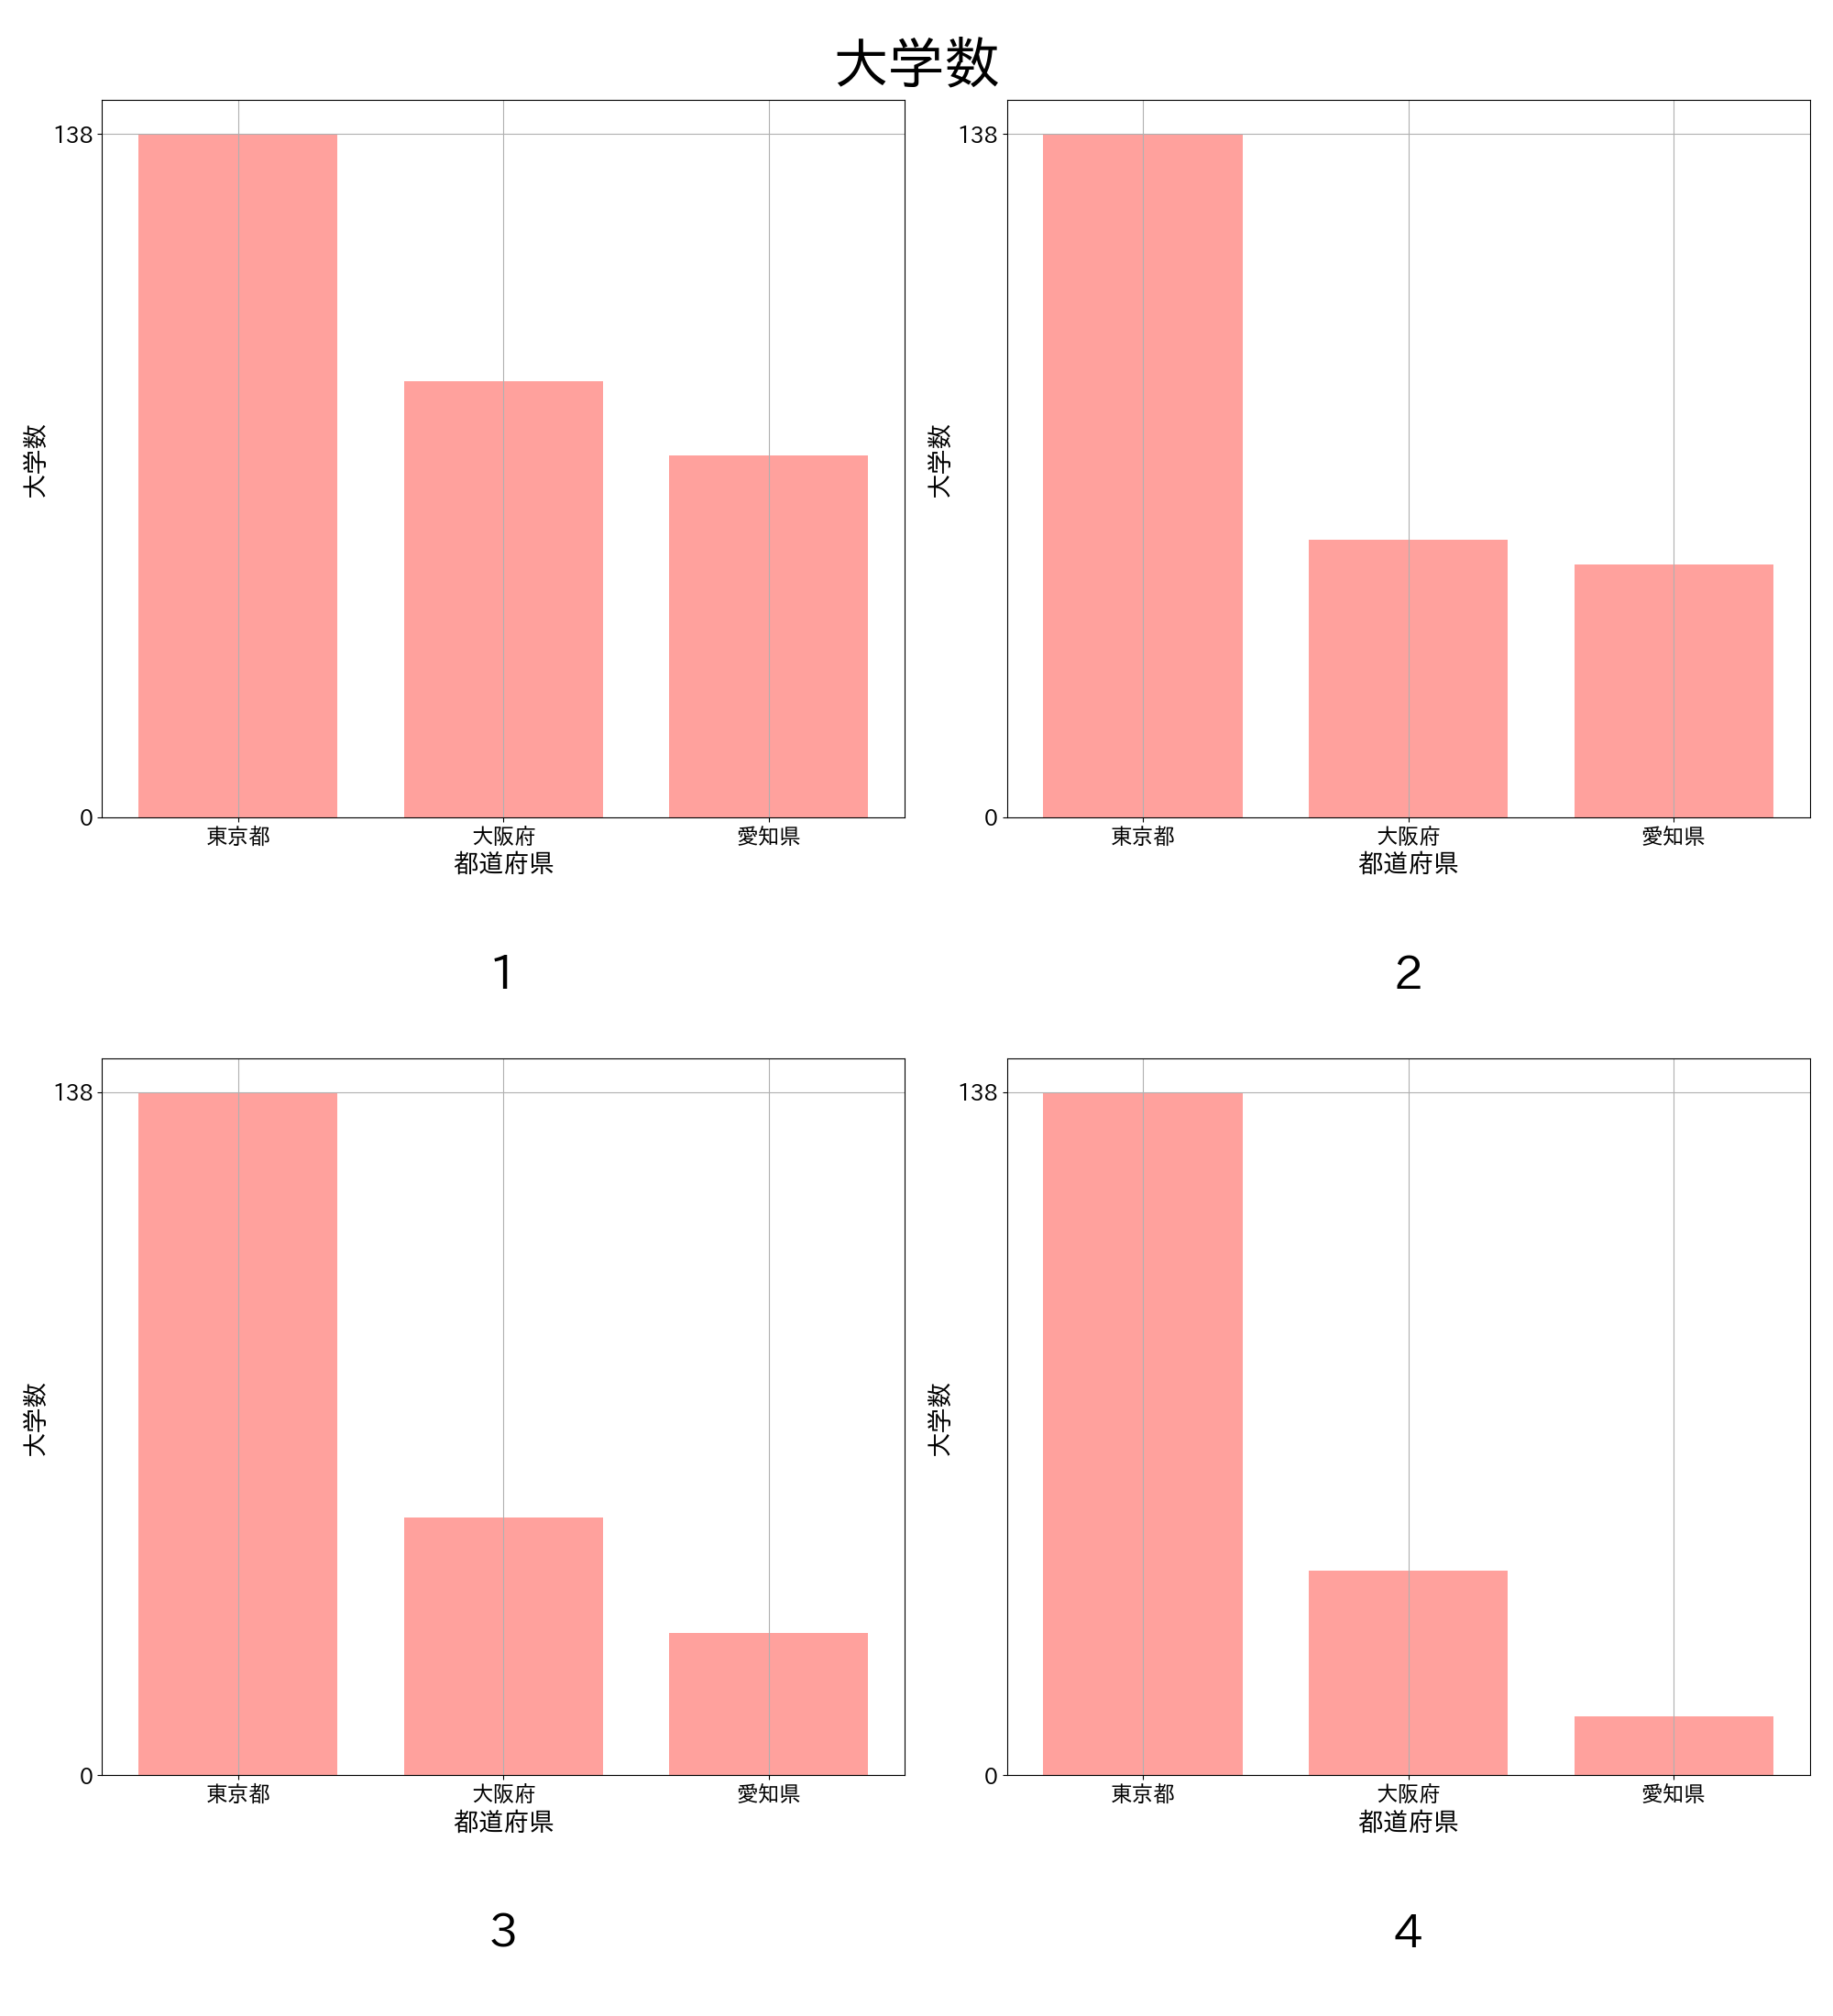 大学数
138
0
大学数
東京都 大阪府 愛知県
都道府県
1
138
0
大学数
東京都 大阪府 愛知県
都道府県
2
138
0
大学数
東京都 大阪府 愛知県
都道府県
3
138
0
大学数
東京都 大阪府 愛知県
都道府県
4